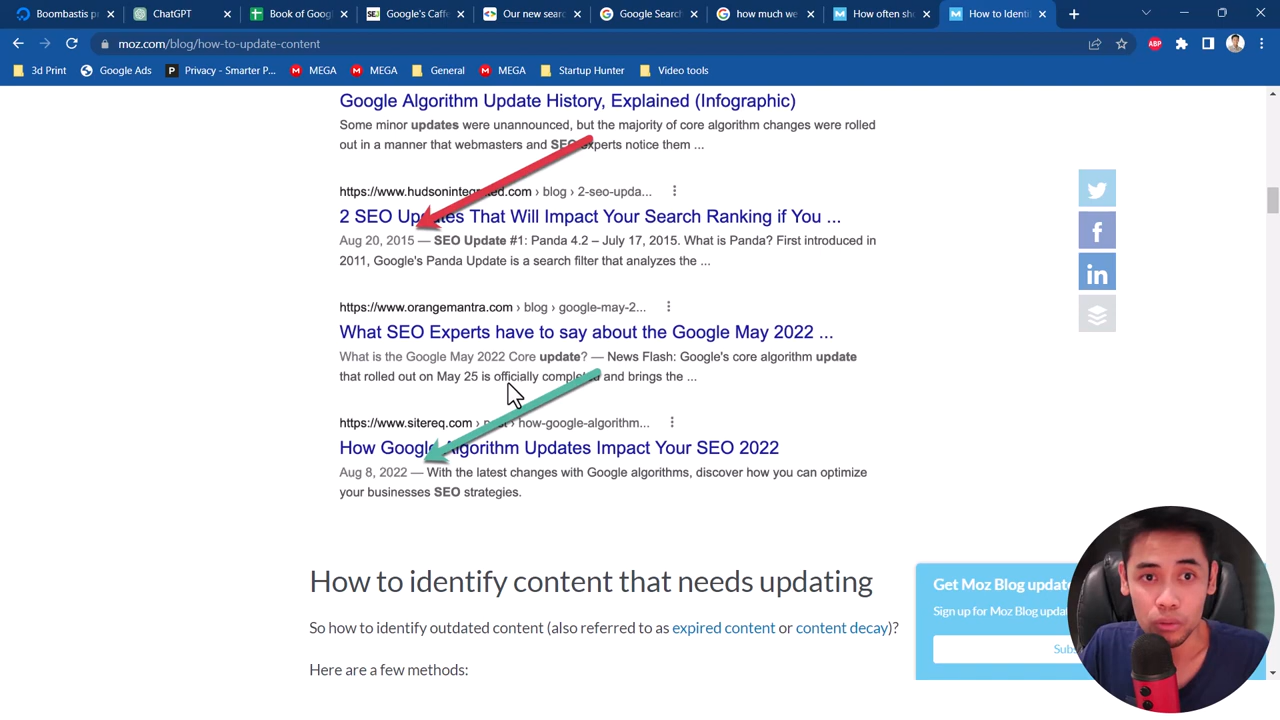 Boombastis p
ChatGPT
Book of Goog
SEJ
Google's Caffe
Our new sear
Google Search
how much we
How often sho
How to Identi
moz.com/blog/how-to-update-content
ABP
3d Print
Google Ads
Privacy - Smarter P...
MEGA
MEGA
General
MEGA
Startup Hunter
Video tools
Google Algorithm Update History, Explained (Infographic)
Some minor updates were unannounced, but the majority of core algorithm changes were rolled
out in a manner that webmasters and SEO experts notice them ...
https://www.hudsonintegrated.com › blog › 2-seo-upda...
2 SEO Updates That Will Impact Your Search Ranking if You ...
Aug 20, 2015 — SEO Update #1: Panda 4.2 – July 17, 2015. What is Panda? First introduced in
2011, Google's Panda Update is a search filter that analyzes the ...
https://www.orangemantra.com › blog › google-may-2...
What SEO Experts have to say about the Google May 2022 ...
What is the Google May 2022 Core update? — News Flash: Google's core algorithm update
that rolled out on May 25 is officially completed and brings the ...
https://www.sitereq.com › post › how-google-algorithm...
How Google Algorithm Updates Impact Your SEO 2022
Aug 8, 2022 — With the latest changes with Google algorithms, discover how you can optimize
your businesses SEO strategies.
How to identify content that needs updating
So how to identify outdated content (also referred to as expired content or content decay)?
Here are a few methods:
Get Moz Blog update
Sign up for Moz Blog updat
Subs